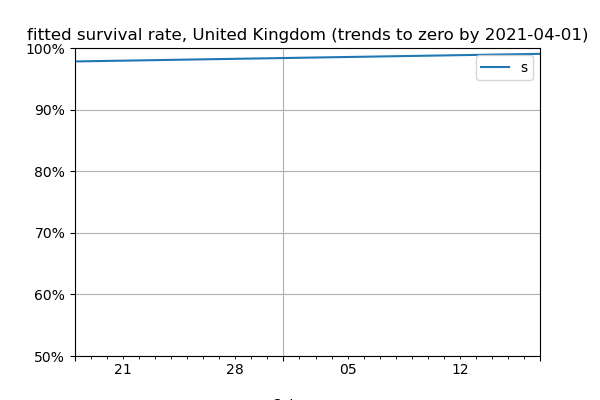 fitted survival rate, United Kingdom (trends to zero by 2021-04-01)
100%
s
90%
80%
70%
60%
50%
21 28 05 12